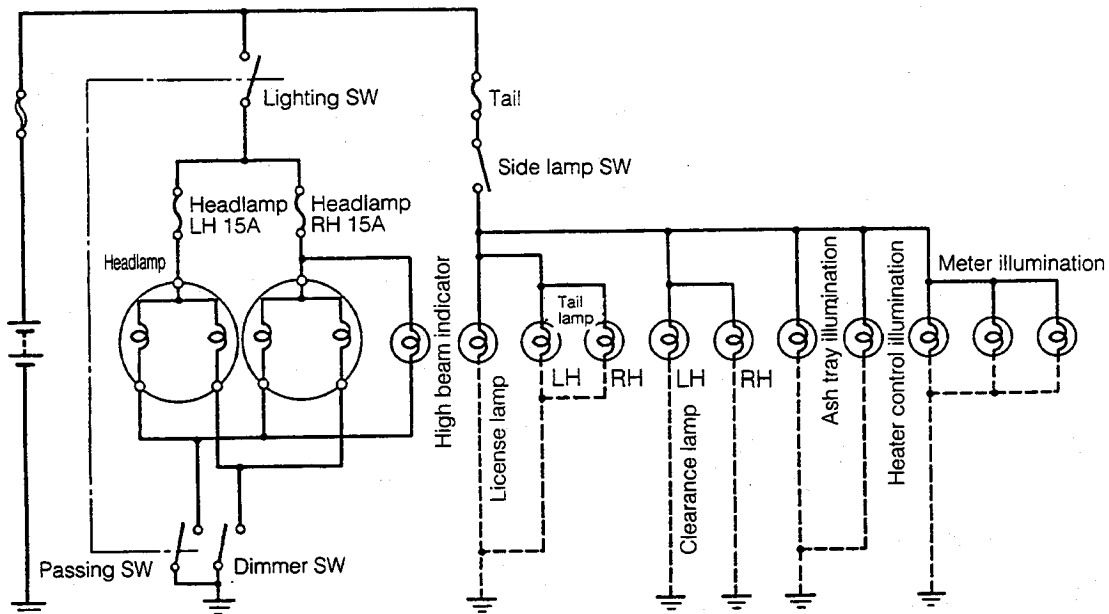 Lighting SW
Tail
Side lamp SW
Headlamp
LH 15A
Headlamp
RH 15A
Headlamp
High beam indicator
License lamp
Tail
lamp
LH
RH
Clearance lamp
LH
RH
Ash tray illumination
Heater control illumination
Meter illumination
Passing SW
Dimmer SW